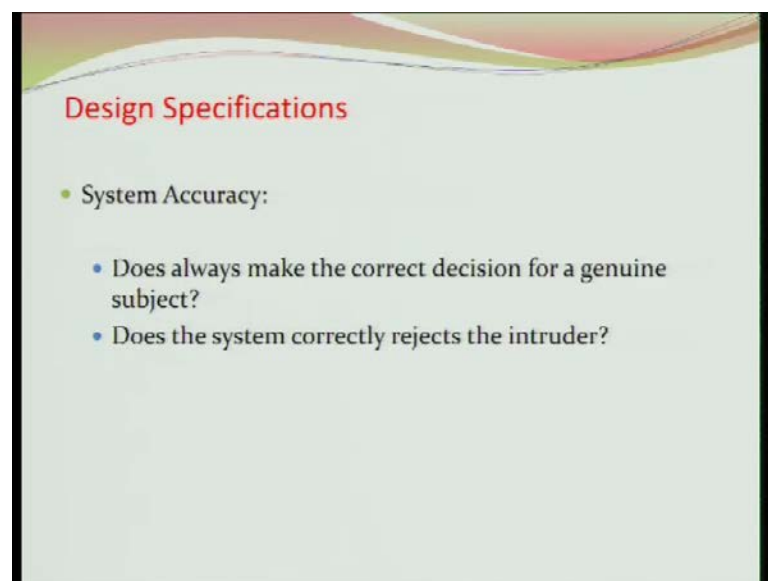 Design Specifications
System Accuracy:
Does always make the correct decision for a genuine
subject?
Does the system correctly rejects the intruder?